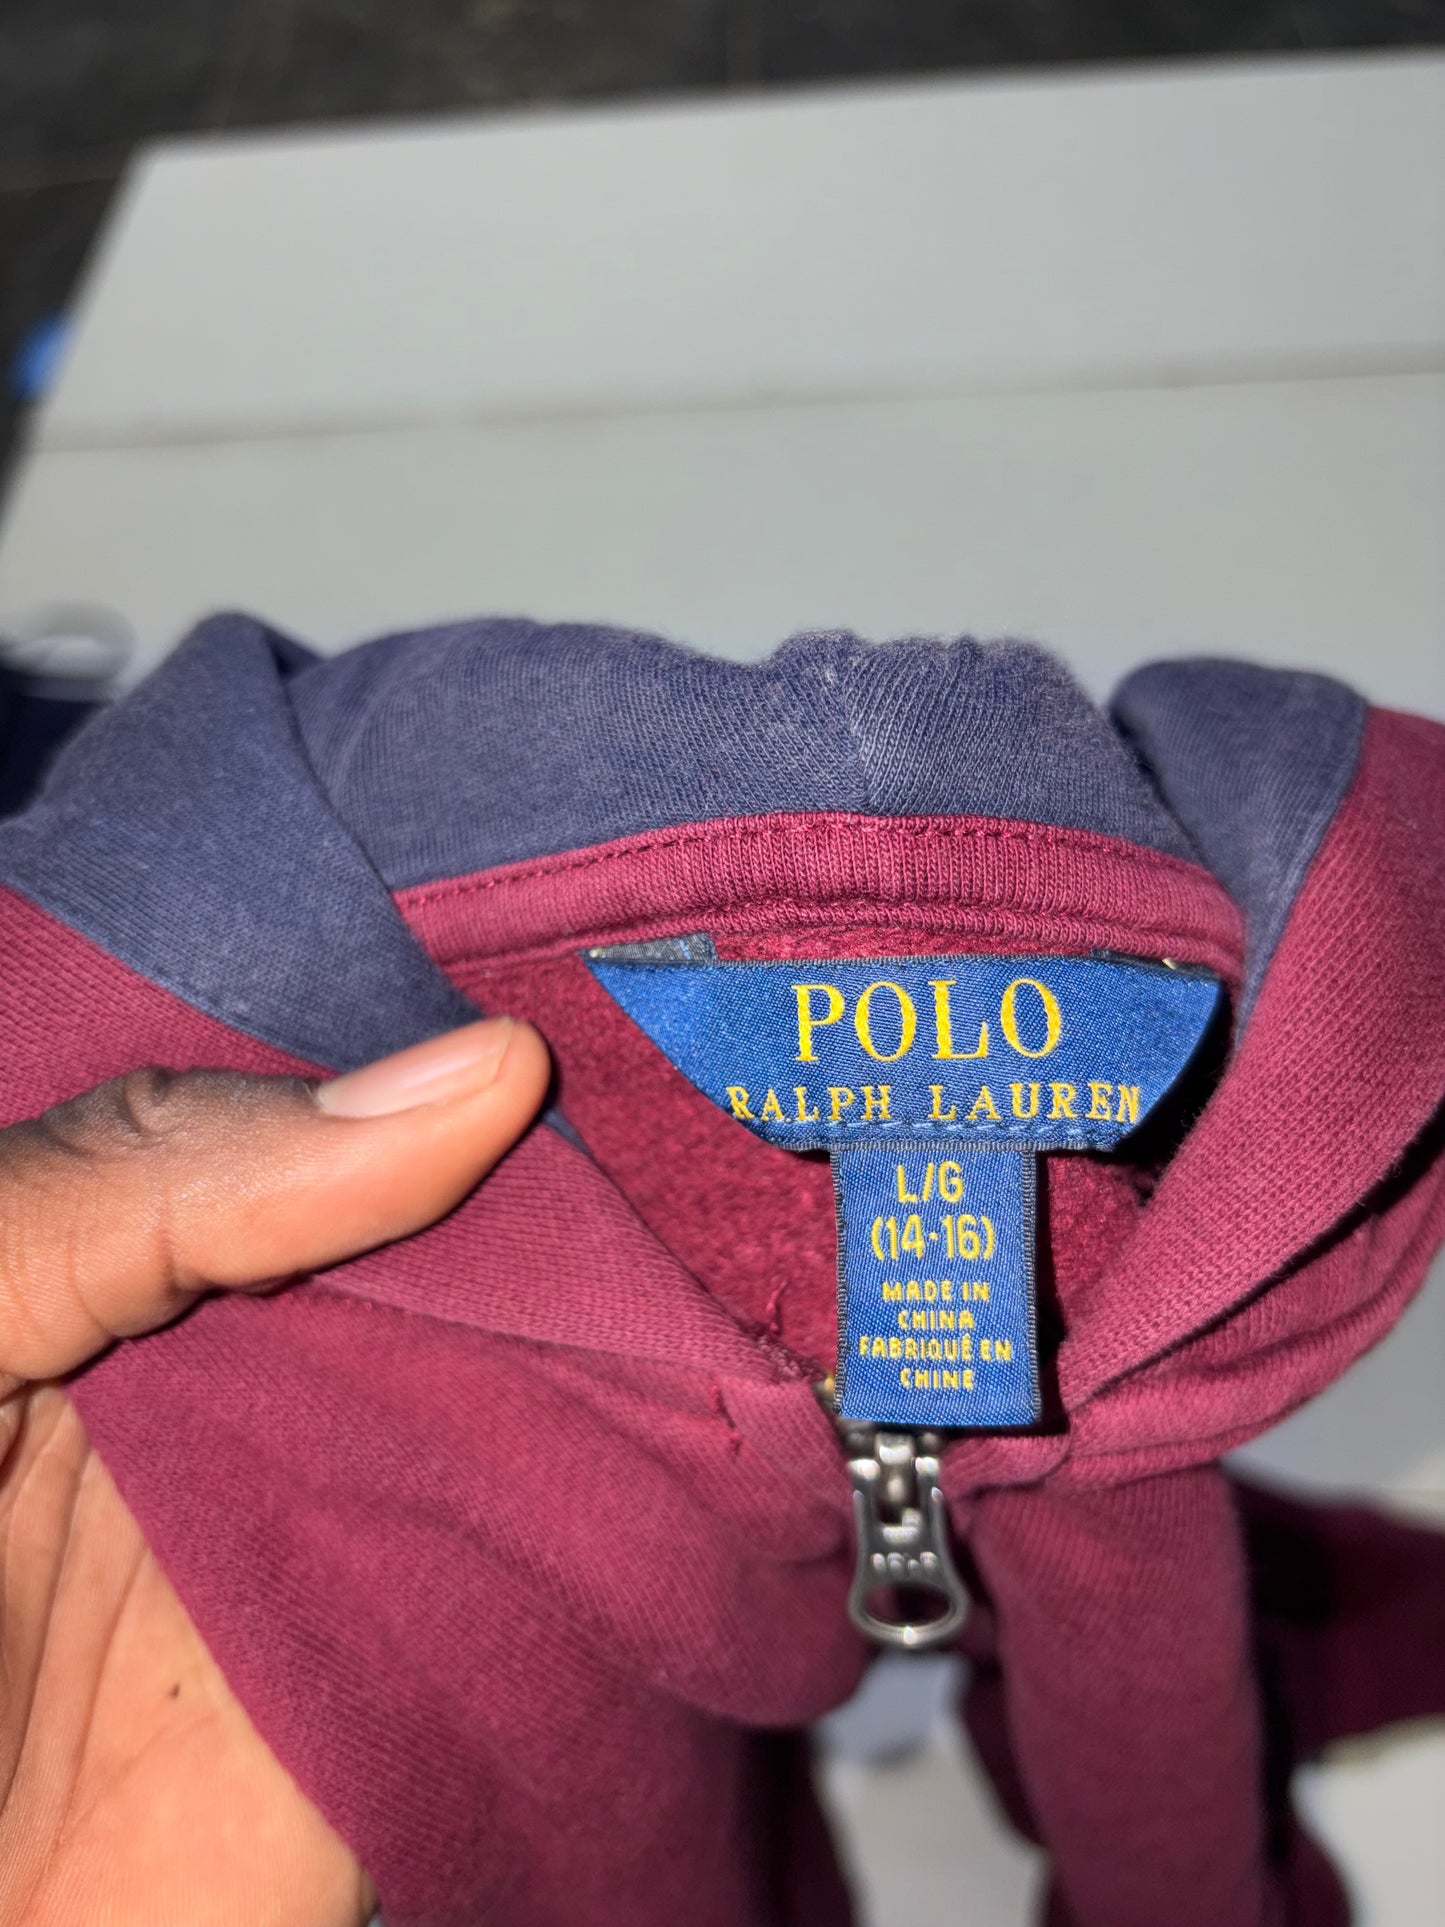 POLO
RALPH LAUREN
L/G
(14-16)
MADE IN
CHINA
FABRIQUÉ EN
CHINE